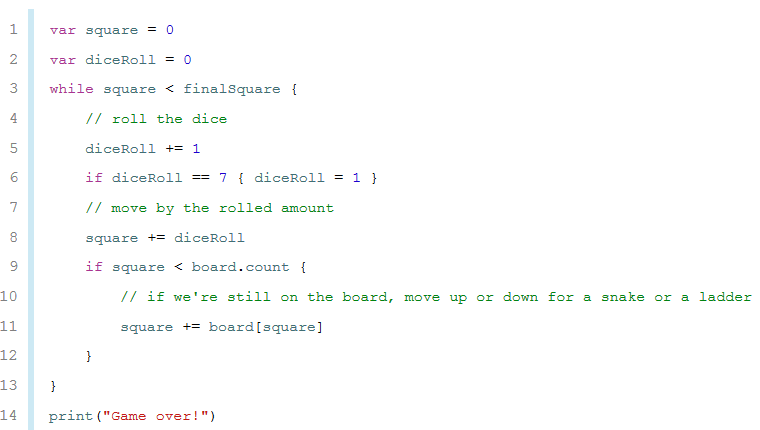 1 var square = 0
2 var diceRoll = 0
3 while square < finalSquare {
4 // roll the dice
5 diceRoll += 1
6 if diceRoll == 7 { diceRoll = 1 }
7 // move by the rolled amount
8 square += diceRoll
9 if square < board.count {
10 // if we're still on the board, move up or down for a snake or a ladder
11 square += board[square]
12 }
13 }
14 print("Game over!")